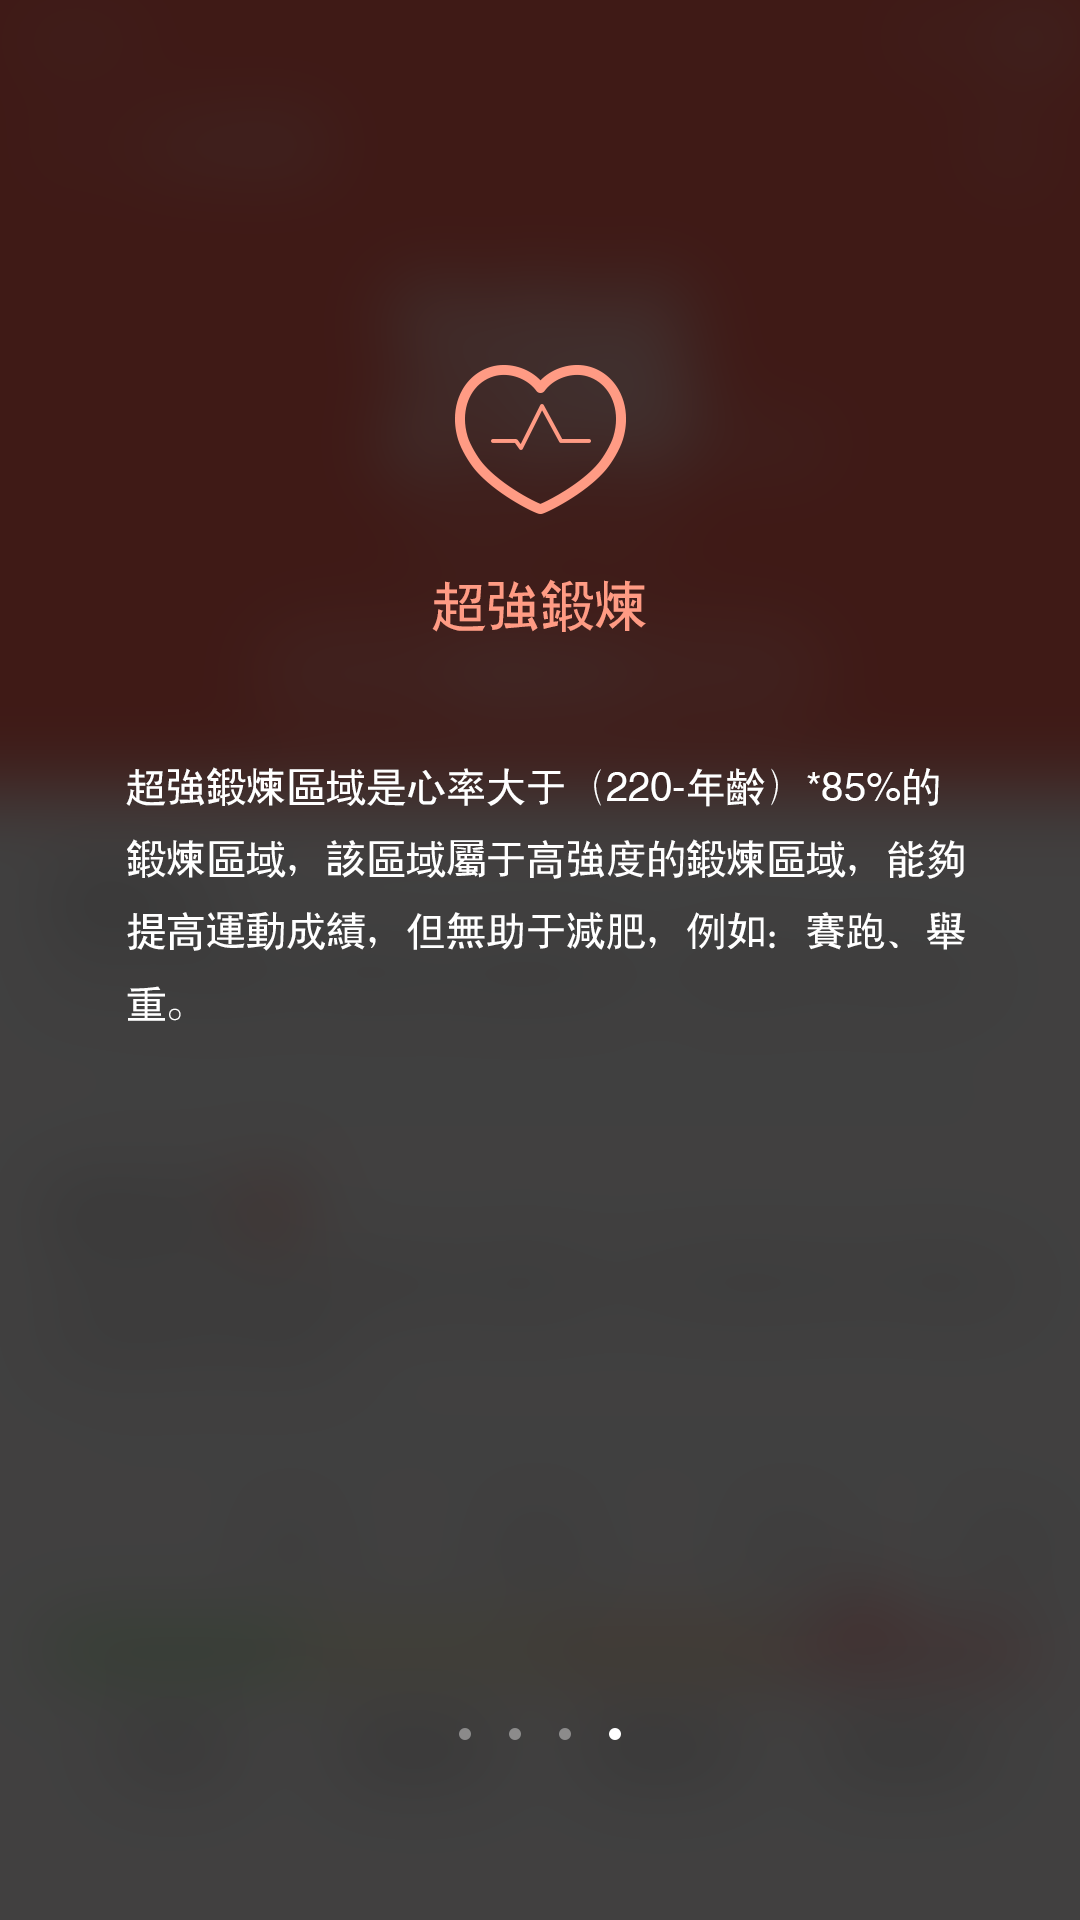 超強鍛煉
超強鍛煉區域是心率大于（220-年齡）*85%的
鍛煉區域，該區域屬于高強度的鍛煉區域，能夠
提高運動成績，但無助于減肥，例如：賽跑、舉
重。